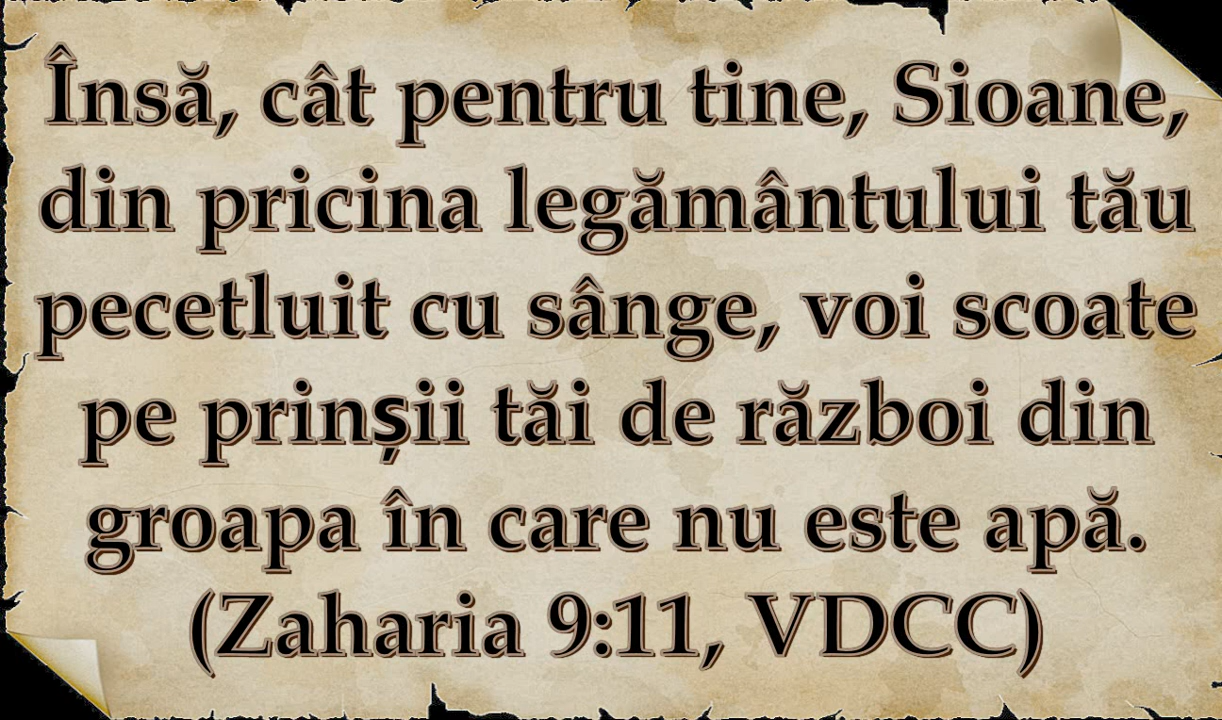 Însă, cât pentru tine, Sioane,
din pricina legământului tău
pecetluit cu sânge, voi scoate
pe prinșii tăi de război din
groapa în care nu este apă.
(Zaharia 9:11, VDCC)